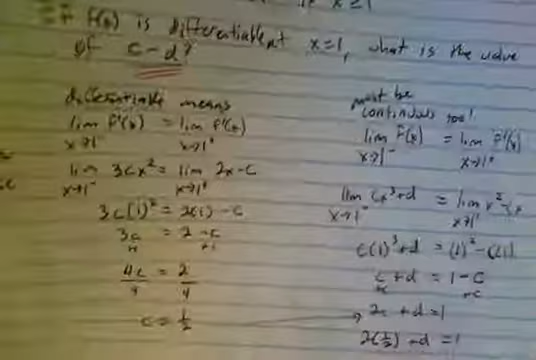 If f(x) is differentiable at x=1, what is the value
of c-d?
differentiable means
lim f'(x) = lim f'(x)
x→1⁻ x→1⁺
lim 3cx² = lim 2x-c
x→1⁻ x→1⁺
3c(1)² = 2(1) - c
3c = 2 - c
+c +c
4c = 2
4 4
c = 1/2
must be
continuous too!
lim f(x) = lim f(x)
x→1⁻ x→1⁺
lim cx³+d = lim x²-cx
x→1⁻ x→1⁺
c(1)³+d = (1)²-c(1)
c+d = 1-c
+c +c
2c+d=1
2(1/2)+d=1